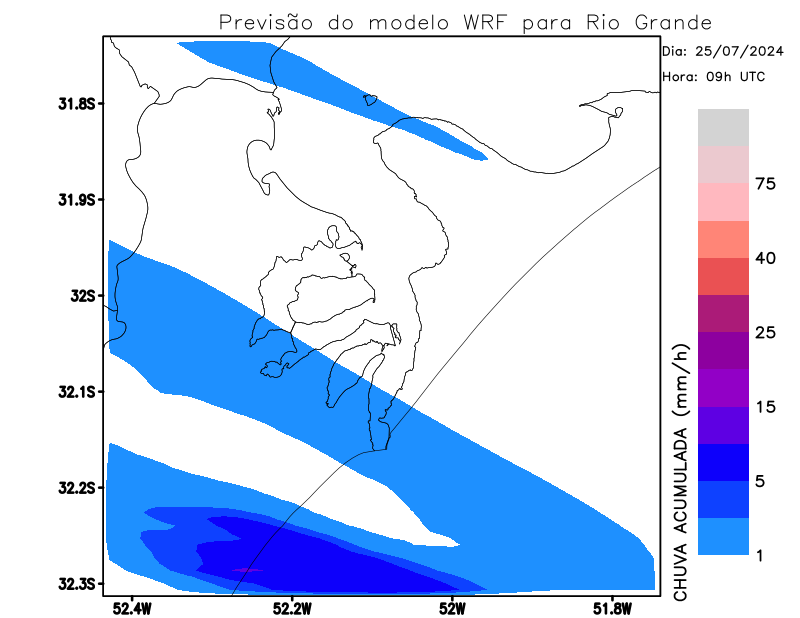 Previsão do modelo WRF para Rio Grande
Dia: 25/07/2024
Hora: 09h UTC
31.8S
31.9S
32S
32.1S
32.2S
32.3S
52.4W
52.2W
52W
51.8W
75
40
25
15
5
1
CHUVA ACUMULADA (mm/h)